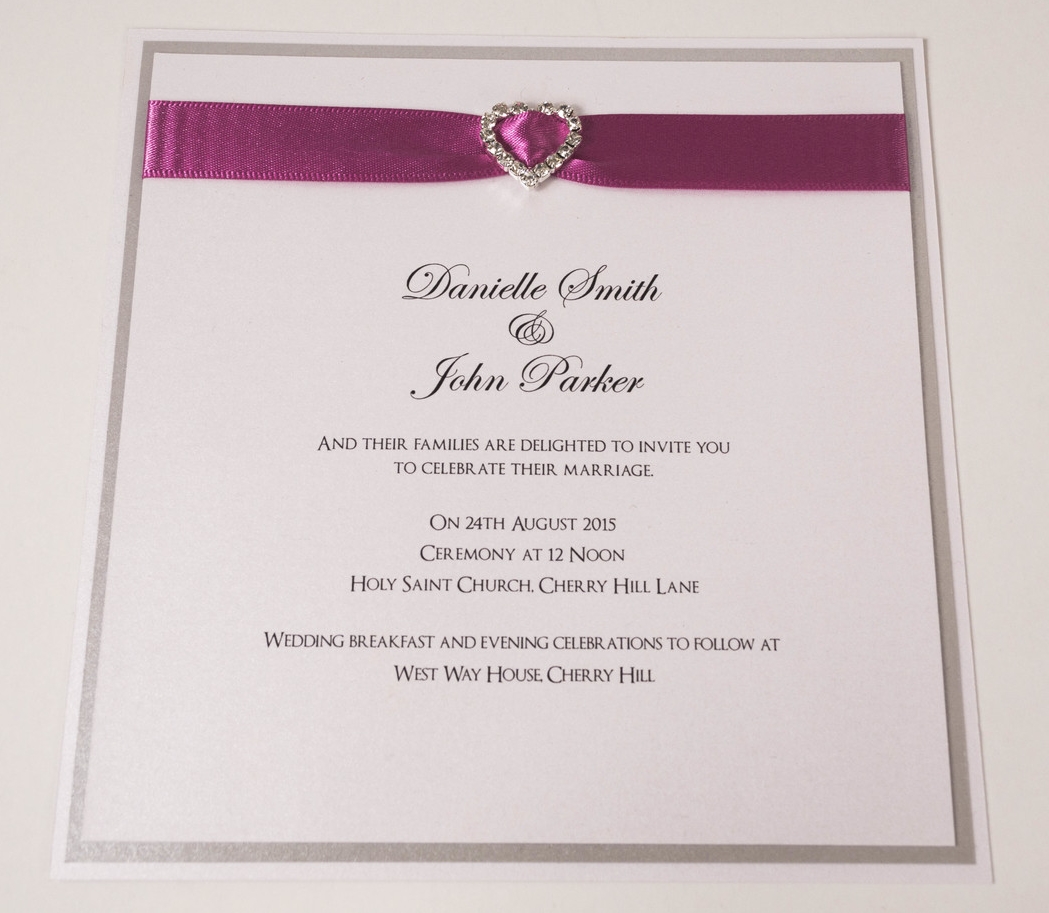 Danielle Smith
&
John Parker
And their families are delighted to invite you
to celebrate their marriage.
On 24th August 2015
Ceremony at 12 Noon
Holy Saint Church, Cherry Hill Lane
Wedding breakfast and evening celebrations to follow at
West Way House, Cherry Hill